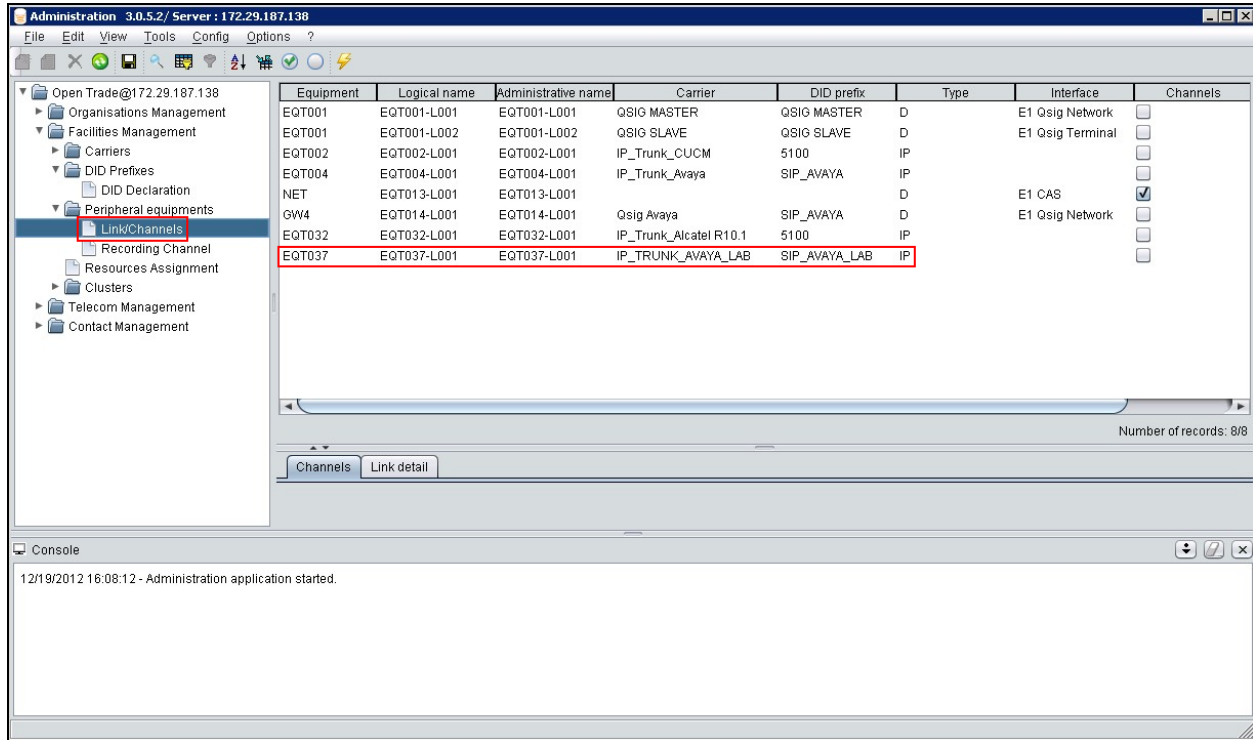 Administration 3.0.5.2/ Server : 172.29.187.138
File Edit View Tools Config Options ?
Open Trade@172.29.187.138
Organisations Management
Facilities Management
Carriers
DID Prefixes
DID Declaration
Peripheral equipments
Link/Channels
Recording Channel
Resources Assignment
Clusters
Telecom Management
Contact Management
Equipment Logical name Administrative name Carrier DID prefix Type Interface Channels
EQT001 EQT001-L001 EQT001-L001 QSIG MASTER QSIG MASTER D E1 Qsig Network
EQT001 EQT001-L002 EQT001-L002 QSIG SLAVE QSIG SLAVE D E1 Qsig Terminal
EQT002 EQT002-L001 EQT002-L001 IP_Trunk_CUCM 5100 IP
EQT004 EQT004-L001 EQT004-L001 IP_Trunk_Avaya SIP_AVAYA IP
NET EQT013-L001 EQT013-L001 D E1 CAS
GW4 EQT014-L001 EQT014-L001 Qsig Avaya SIP_AVAYA D E1 Qsig Network
EQT032 EQT032-L001 EQT032-L001 IP_Trunk_Alcatel R10.1 5100 IP
EQT037 EQT037-L001 EQT037-L001 IP_TRUNK_AVAYA_LAB SIP_AVAYA_LAB IP
Number of records: 8/8
Channels Link detail
Console
12/19/2012 16:08:12 - Administration application started.